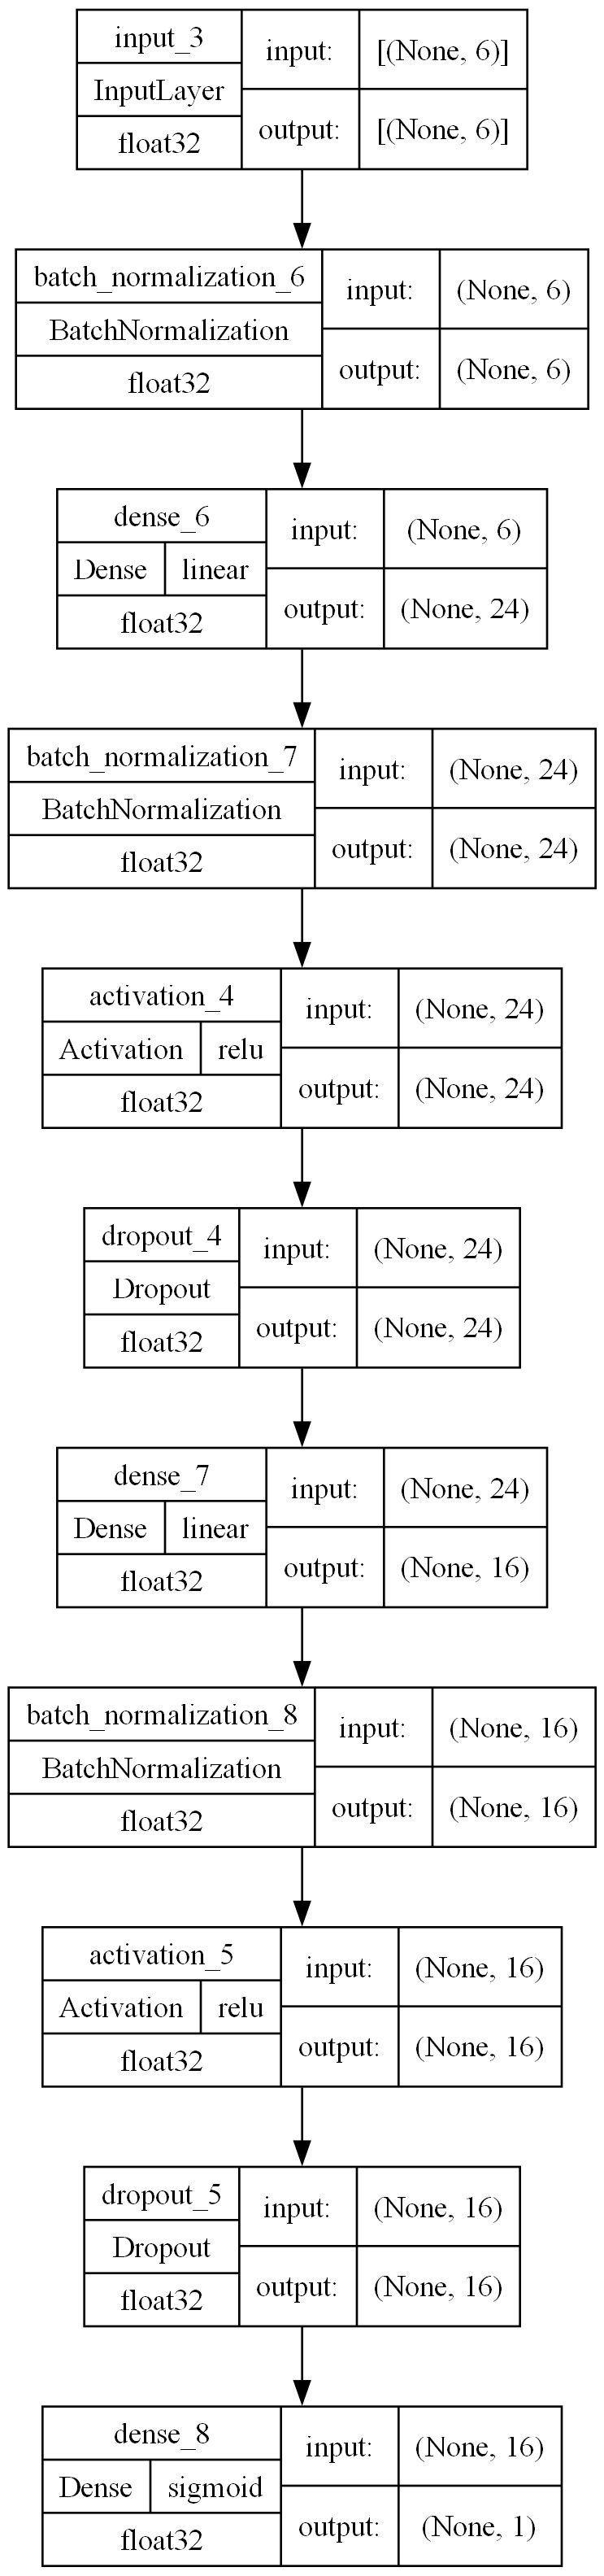 input_3
InputLayer
float32
input:
[(None, 6)]
output:
[(None, 6)]
batch_normalization_6
BatchNormalization
float32
input:
(None, 6)
output:
(None, 6)
dense_6
Dense
linear
float32
input:
(None, 6)
output:
(None, 24)
batch_normalization_7
BatchNormalization
float32
input:
(None, 24)
output:
(None, 24)
activation_4
Activation
relu
float32
input:
(None, 24)
output:
(None, 24)
dropout_4
Dropout
float32
input:
(None, 24)
output:
(None, 24)
dense_7
Dense
linear
float32
input:
(None, 24)
output:
(None, 16)
batch_normalization_8
BatchNormalization
float32
input:
(None, 16)
output:
(None, 16)
activation_5
Activation
relu
float32
input:
(None, 16)
output:
(None, 16)
dropout_5
Dropout
float32
input:
(None, 16)
output:
(None, 16)
dense_8
Dense
sigmoid
float32
input:
(None, 16)
output:
(None, 1)